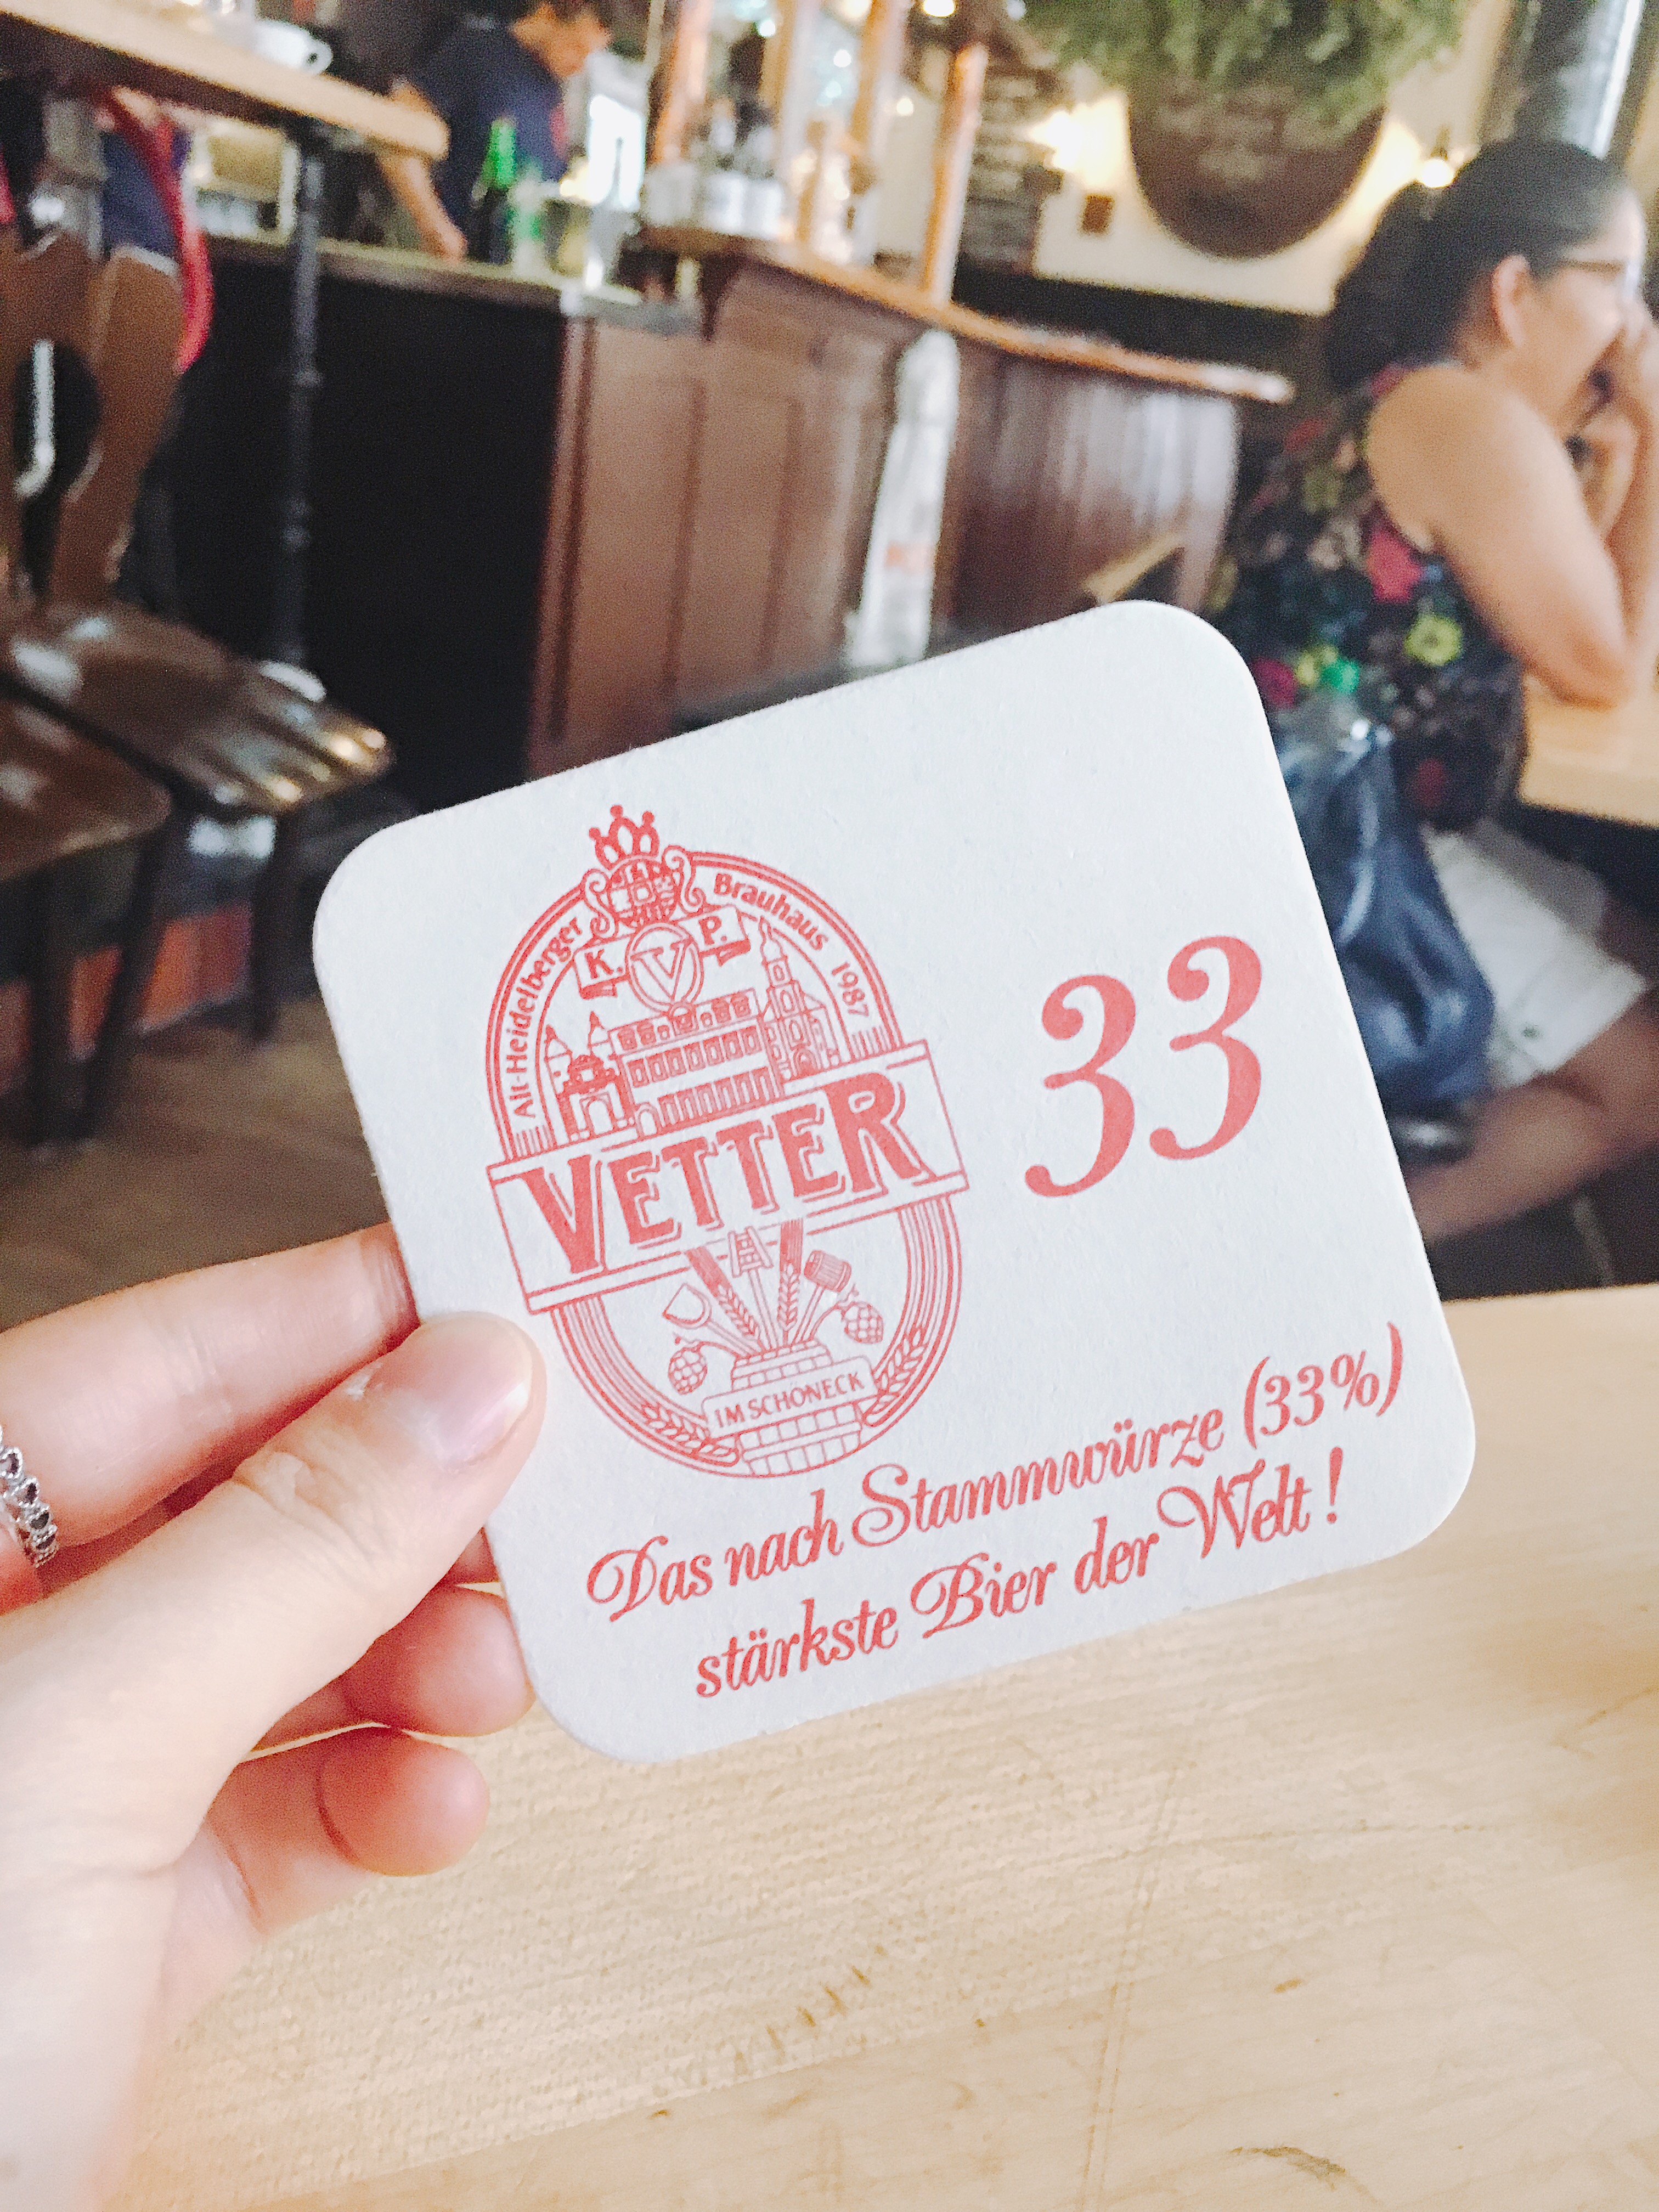 Alt-Heidelberger Brauhaus 1987
K. V P.
VETTER
IM SCHÖNECK
33
Das nach Stammwürze (33%)
stärkste Bier der Welt !